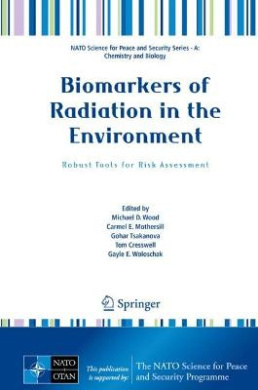 NATO Science for Peace and Security Series - A:
Chemistry and Biology
Biomarkers of
Radiation in the
Environment
Robust Tools for Risk Assessment
Edited by
Michael D. Wood
Carmel E. Mothersill
Gohar Tsakanova
Tom Cresswell
Gayle E. Woloschak
Springer
NATO
OTAN
This publication
is supported by:
The NATO Science for Peace
and Security Programme